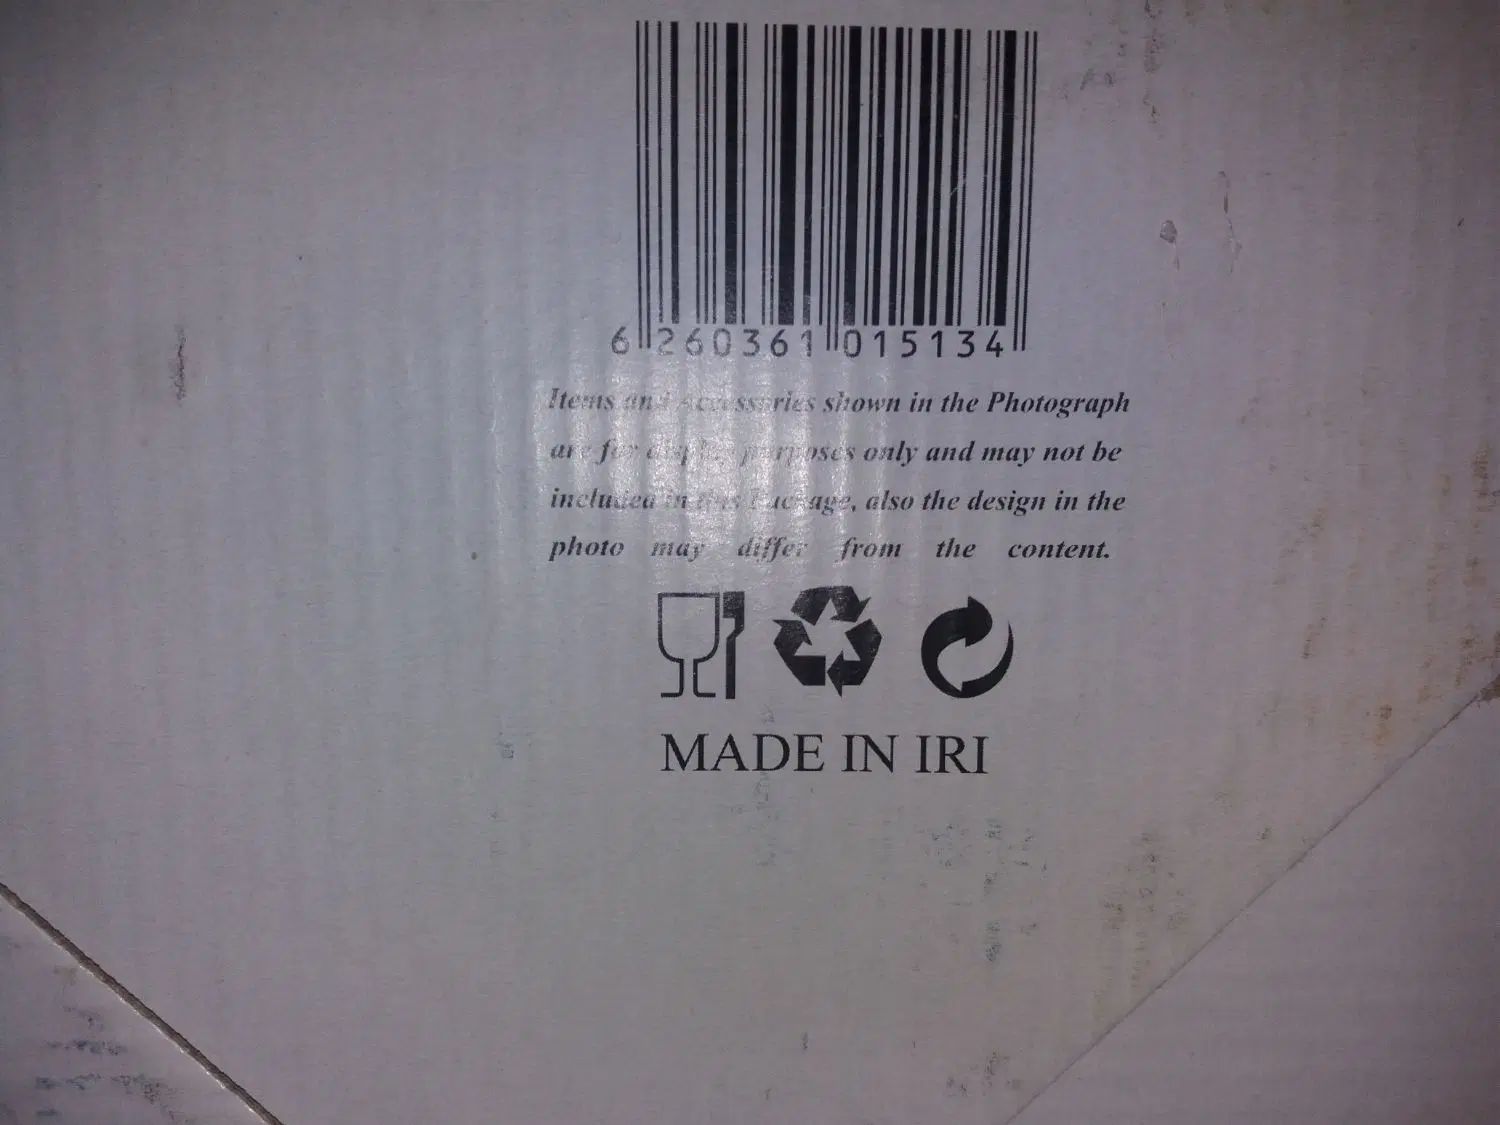 6 260361 015134
Items and Accessories shown in the Photograph
are for display purposes only and may not be
included in this Package, also the design in the
photo may differ from the content.
MADE IN IRI